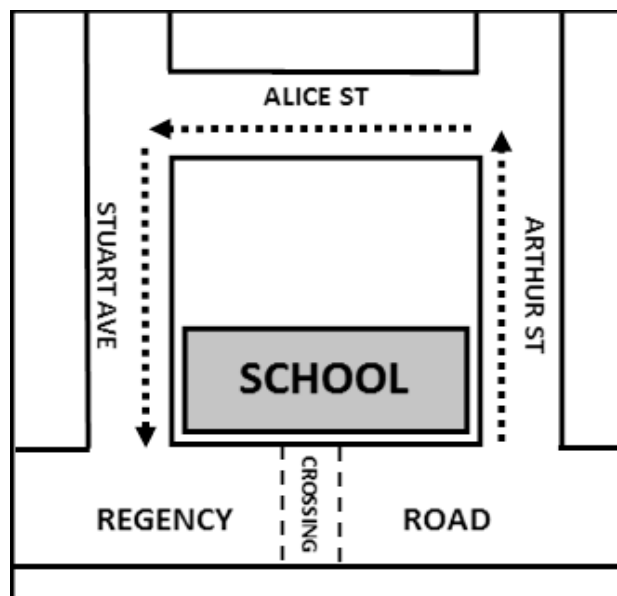 ALICE ST
STUART AVE
ARTHUR ST
SCHOOL
CROSSING
REGENCY ROAD